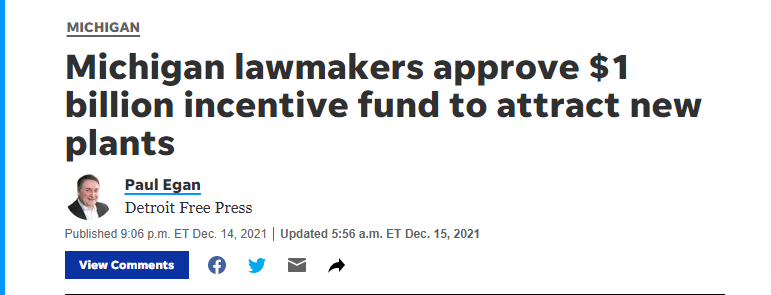 MICHIGAN
Michigan lawmakers approve $1
billion incentive fund to attract new
plants
Paul Egan
Detroit Free Press
Published 9:06 p.m. ET Dec. 14, 2021 | Updated 5:56 a.m. ET Dec. 15, 2021
View Comments